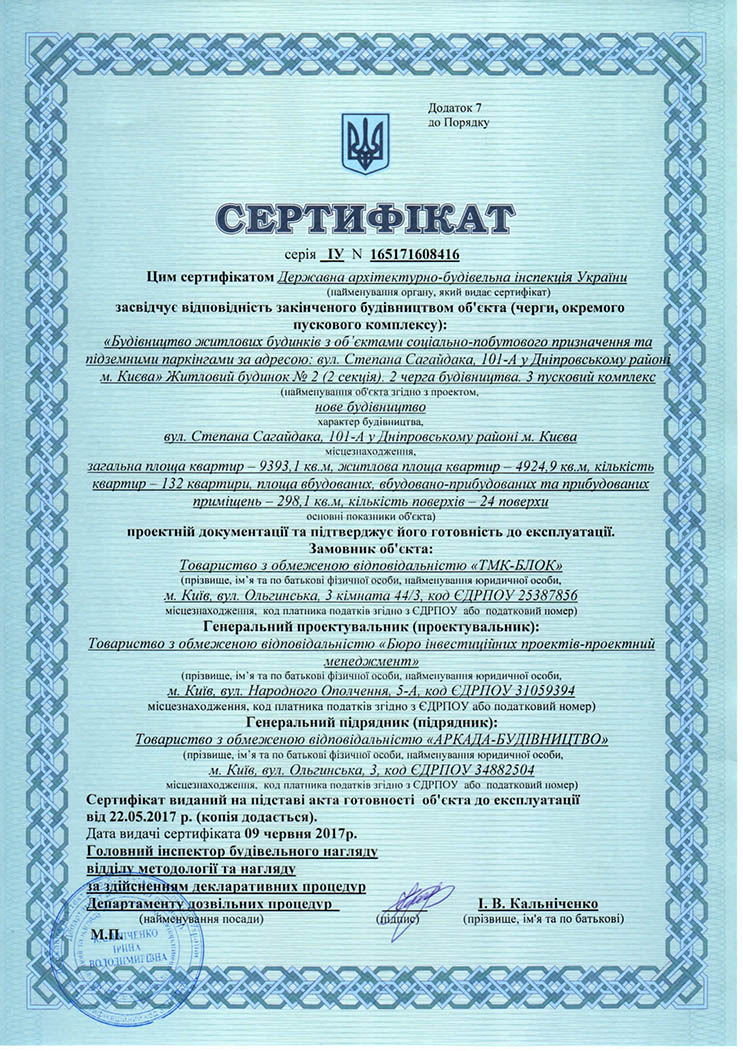 Додаток 7
до Порядку
СЕРТИФІКАТ
серія ІУ N 165171608416
Цим сертифікатом Державна архітектурно-будівельна інспекція України
(найменування органу, який видає сертифікат)
засвідчує відповідність закінченого будівництвом об'єкта (черги, окремого
пускового комплексу):
«Будівництво житлових будинків з об'єктами соціально-побутового призначення та
підземними паркінгами за адресою: вул. Степана Сагайдака, 101-А у Дніпровському районі
м. Києва» Житловий будинок № 2 (2 секція). 2 черга будівництва. 3 пусковий комплекс
(найменування об'єкта згідно з проектом,
нове будівництво
характер будівництва,
вул. Степана Сагайдака, 101-А у Дніпровському районі м. Києва
місцезнаходження,
загальна площа квартир – 9393,1 кв.м, житлова площа квартир – 4924,9 кв.м, кількість
квартир – 132 квартири, площа вбудованих, вбудовано-прибудованих та прибудованих
приміщень – 298,1 кв.м, кількість поверхів – 24 поверхи
основні показники об'єкта)
проектній документації та підтверджує його готовність до експлуатації.
Замовник об'єкта:
Товариство з обмеженою відповідальністю «ТМК-БЛОК»
(прізвище, ім'я та по батькові фізичної особи, найменування юридичної особи,
м. Київ, вул. Ольгинська, 3 кімната 44/3, код ЄДРПОУ 25387856
місцезнаходження, код платника податків згідно з ЄДРПОУ або податковий номер)
Генеральний проектувальник (проектувальник):
Товариство з обмеженою відповідальністю «Бюро інвестиційних проектів-проектний
менеджмент»
(прізвище, ім'я та по батькові фізичної особи, найменування юридичної особи,
м. Київ, вул. Народного Ополчення, 5-А, код ЄДРПОУ 31059394
місцезнаходження, код платника податків згідно з ЄДРПОУ або податковий номер)
Генеральний підрядник (підрядник):
Товариство з обмеженою відповідальністю «АРКАДА-БУДІВНИЦТВО»
(прізвище, ім'я та по батькові фізичної особи, найменування юридичної особи,
м. Київ, вул. Ольгинська, 3, код ЄДРПОУ 34882504
місцезнаходження, код платника податків згідно з ЄДРПОУ або податковий номер)
Сертифікат виданий на підставі акта готовності об'єкта до експлуатації
від 22.05.2017 р. (копія додається).
Дата видачі сертифіката 09 червня 2017р.
Головний інспектор будівельного нагляду
відділу методології та нагляду
за здійсненням декларативних процедур
Департаменту дозвільних процедур І. В. Кальніченко
(найменування посади) (підпис) (прізвище, ім'я та по батькові)
М.П.
КАЛЬНІЧЕНКО
ІРИНА
ВОЛОДИМИРІВНА